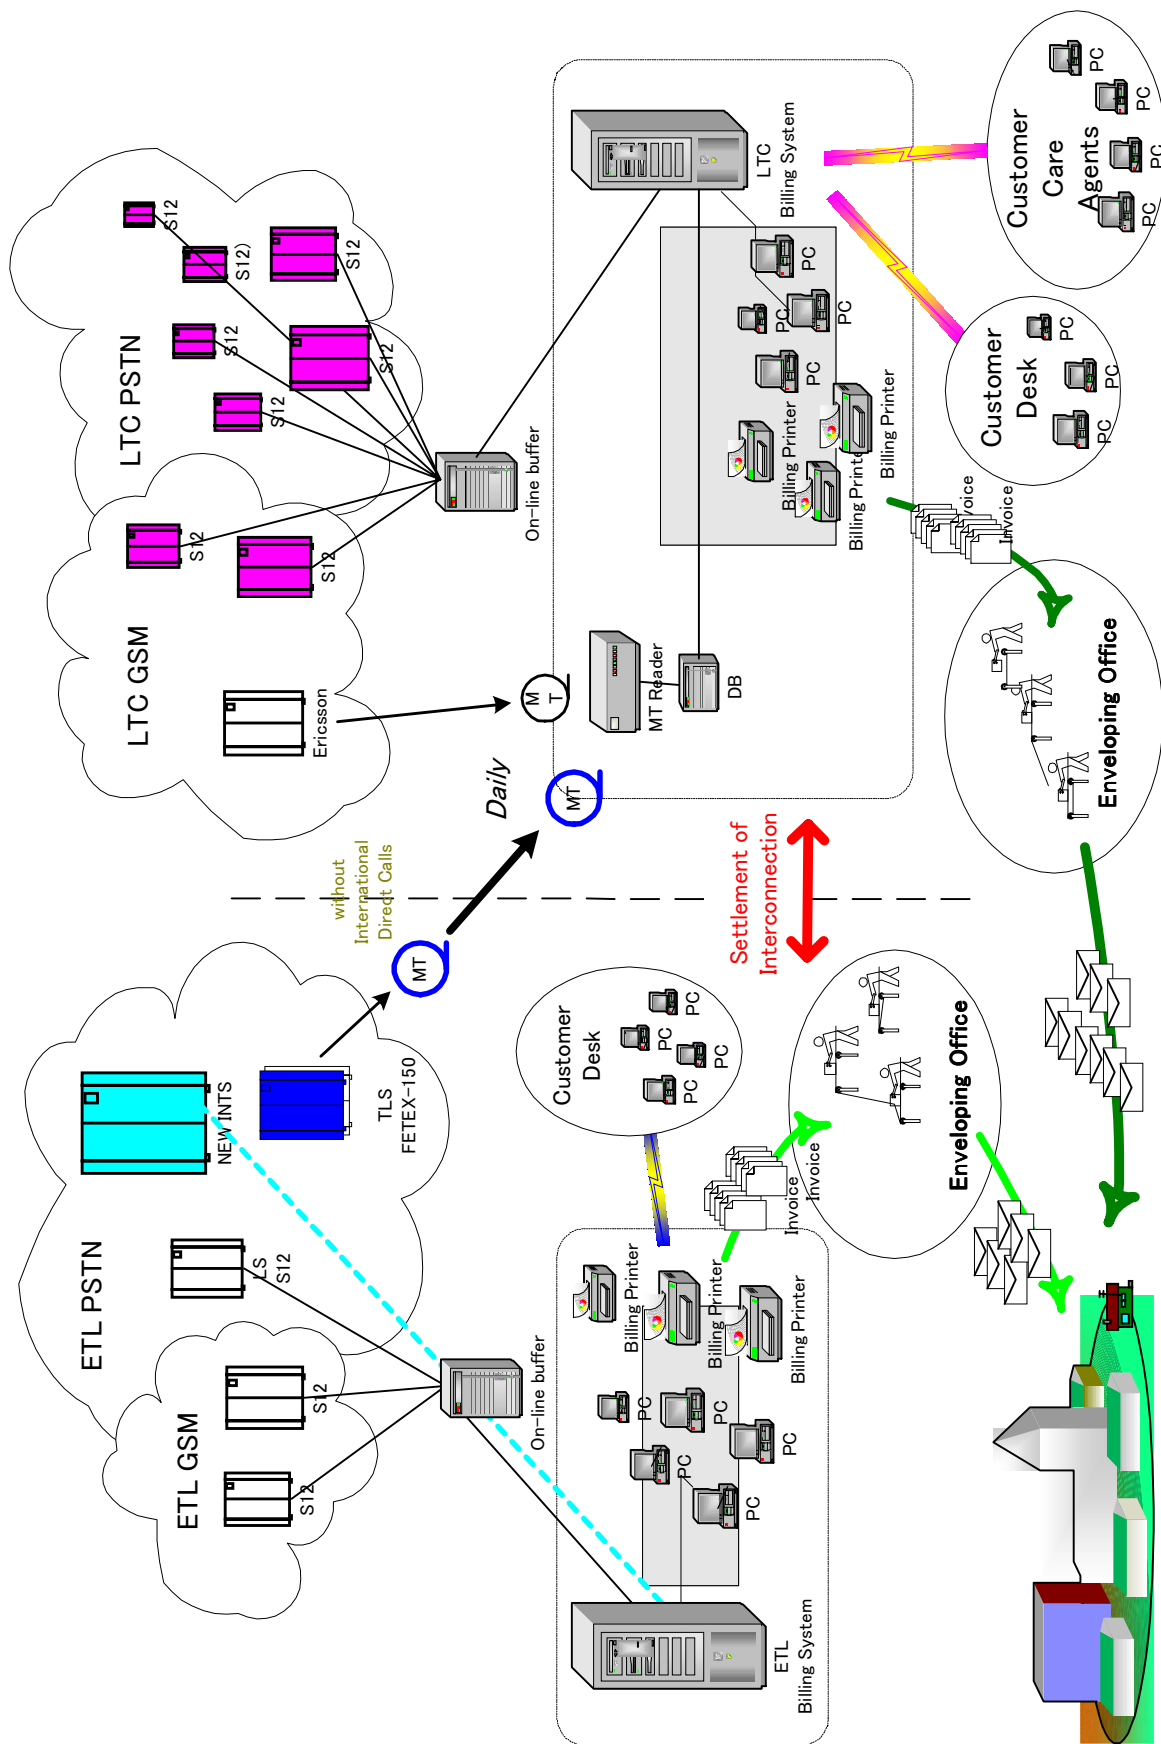 ETL PSTN
ETL GSM
S12
S12
LS
S12
NEW INTS
TLS
FETEX-150
On-line buffer
MT
without
International
Direct Calls
Daily
MT
LTC GSM
LTC PSTN
Ericsson
S12
S12
S12
S12
S12
S12)
S12
S12
On-line buffer
M
T
MT Reader
DB
LTC
Billing System
PC
PC
PC
PC
Billing Printer
Billing Printer
Billing Printer
Settlement of
Interconnection
Customer
Care
Agents
PC
PC
PC
PC
Customer
Desk
PC
PC
PC
Invoice
Enveloping Office
ETL
Billing System
PC
PC
PC
PC
PC
Billing Printer
Billing Printer
Billing Printer
Customer
Desk
PC
PC
PC
PC
Invoice
Invoice
Enveloping Office